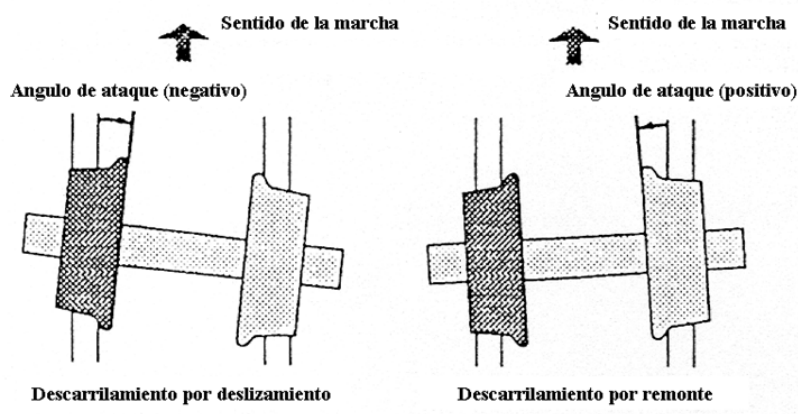 Sentido de la marcha
Sentido de la marcha
Angulo de ataque (negativo)
Angulo de ataque (positivo)
Descarrilamiento por deslizamiento
Descarrilamiento por remonte